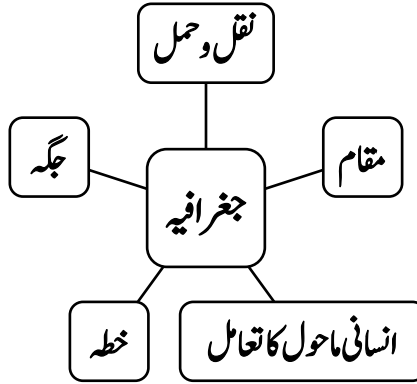 نقل و حمل
جگہ
مقام
جغرافیہ
خطہ
انسانی ماحول کا تعامل